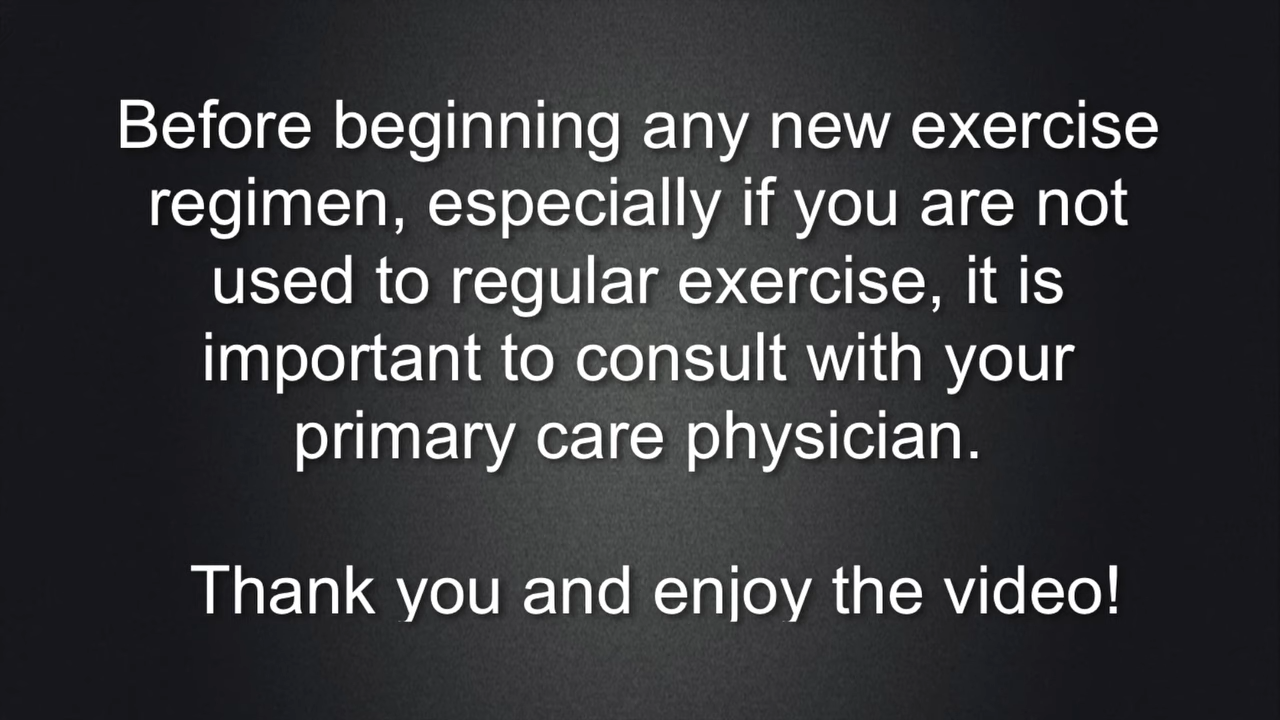 Before beginning any new exercise
regimen, especially if you are not
used to regular exercise, it is
important to consult with your
primary care physician.
Thank you and enjoy the video!